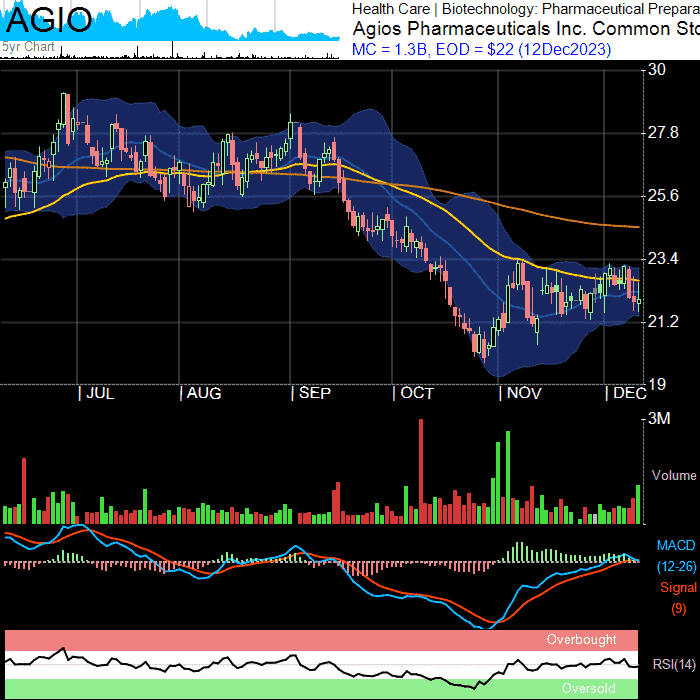 AGIO
Health Care | Biotechnology: Pharmaceutical Prepara
Agios Pharmaceuticals Inc. Common Sto
5yr Chart
MC = 1.3B, EOD = $22 (12Dec2023)
30
27.8
25.6
23.4
21.2
19
| JUL | AUG | SEP | OCT | NOV | DEC
3M
Volume
MACD
(12-26)
Signal
(9)
Overbought
RSI(14)
Oversold